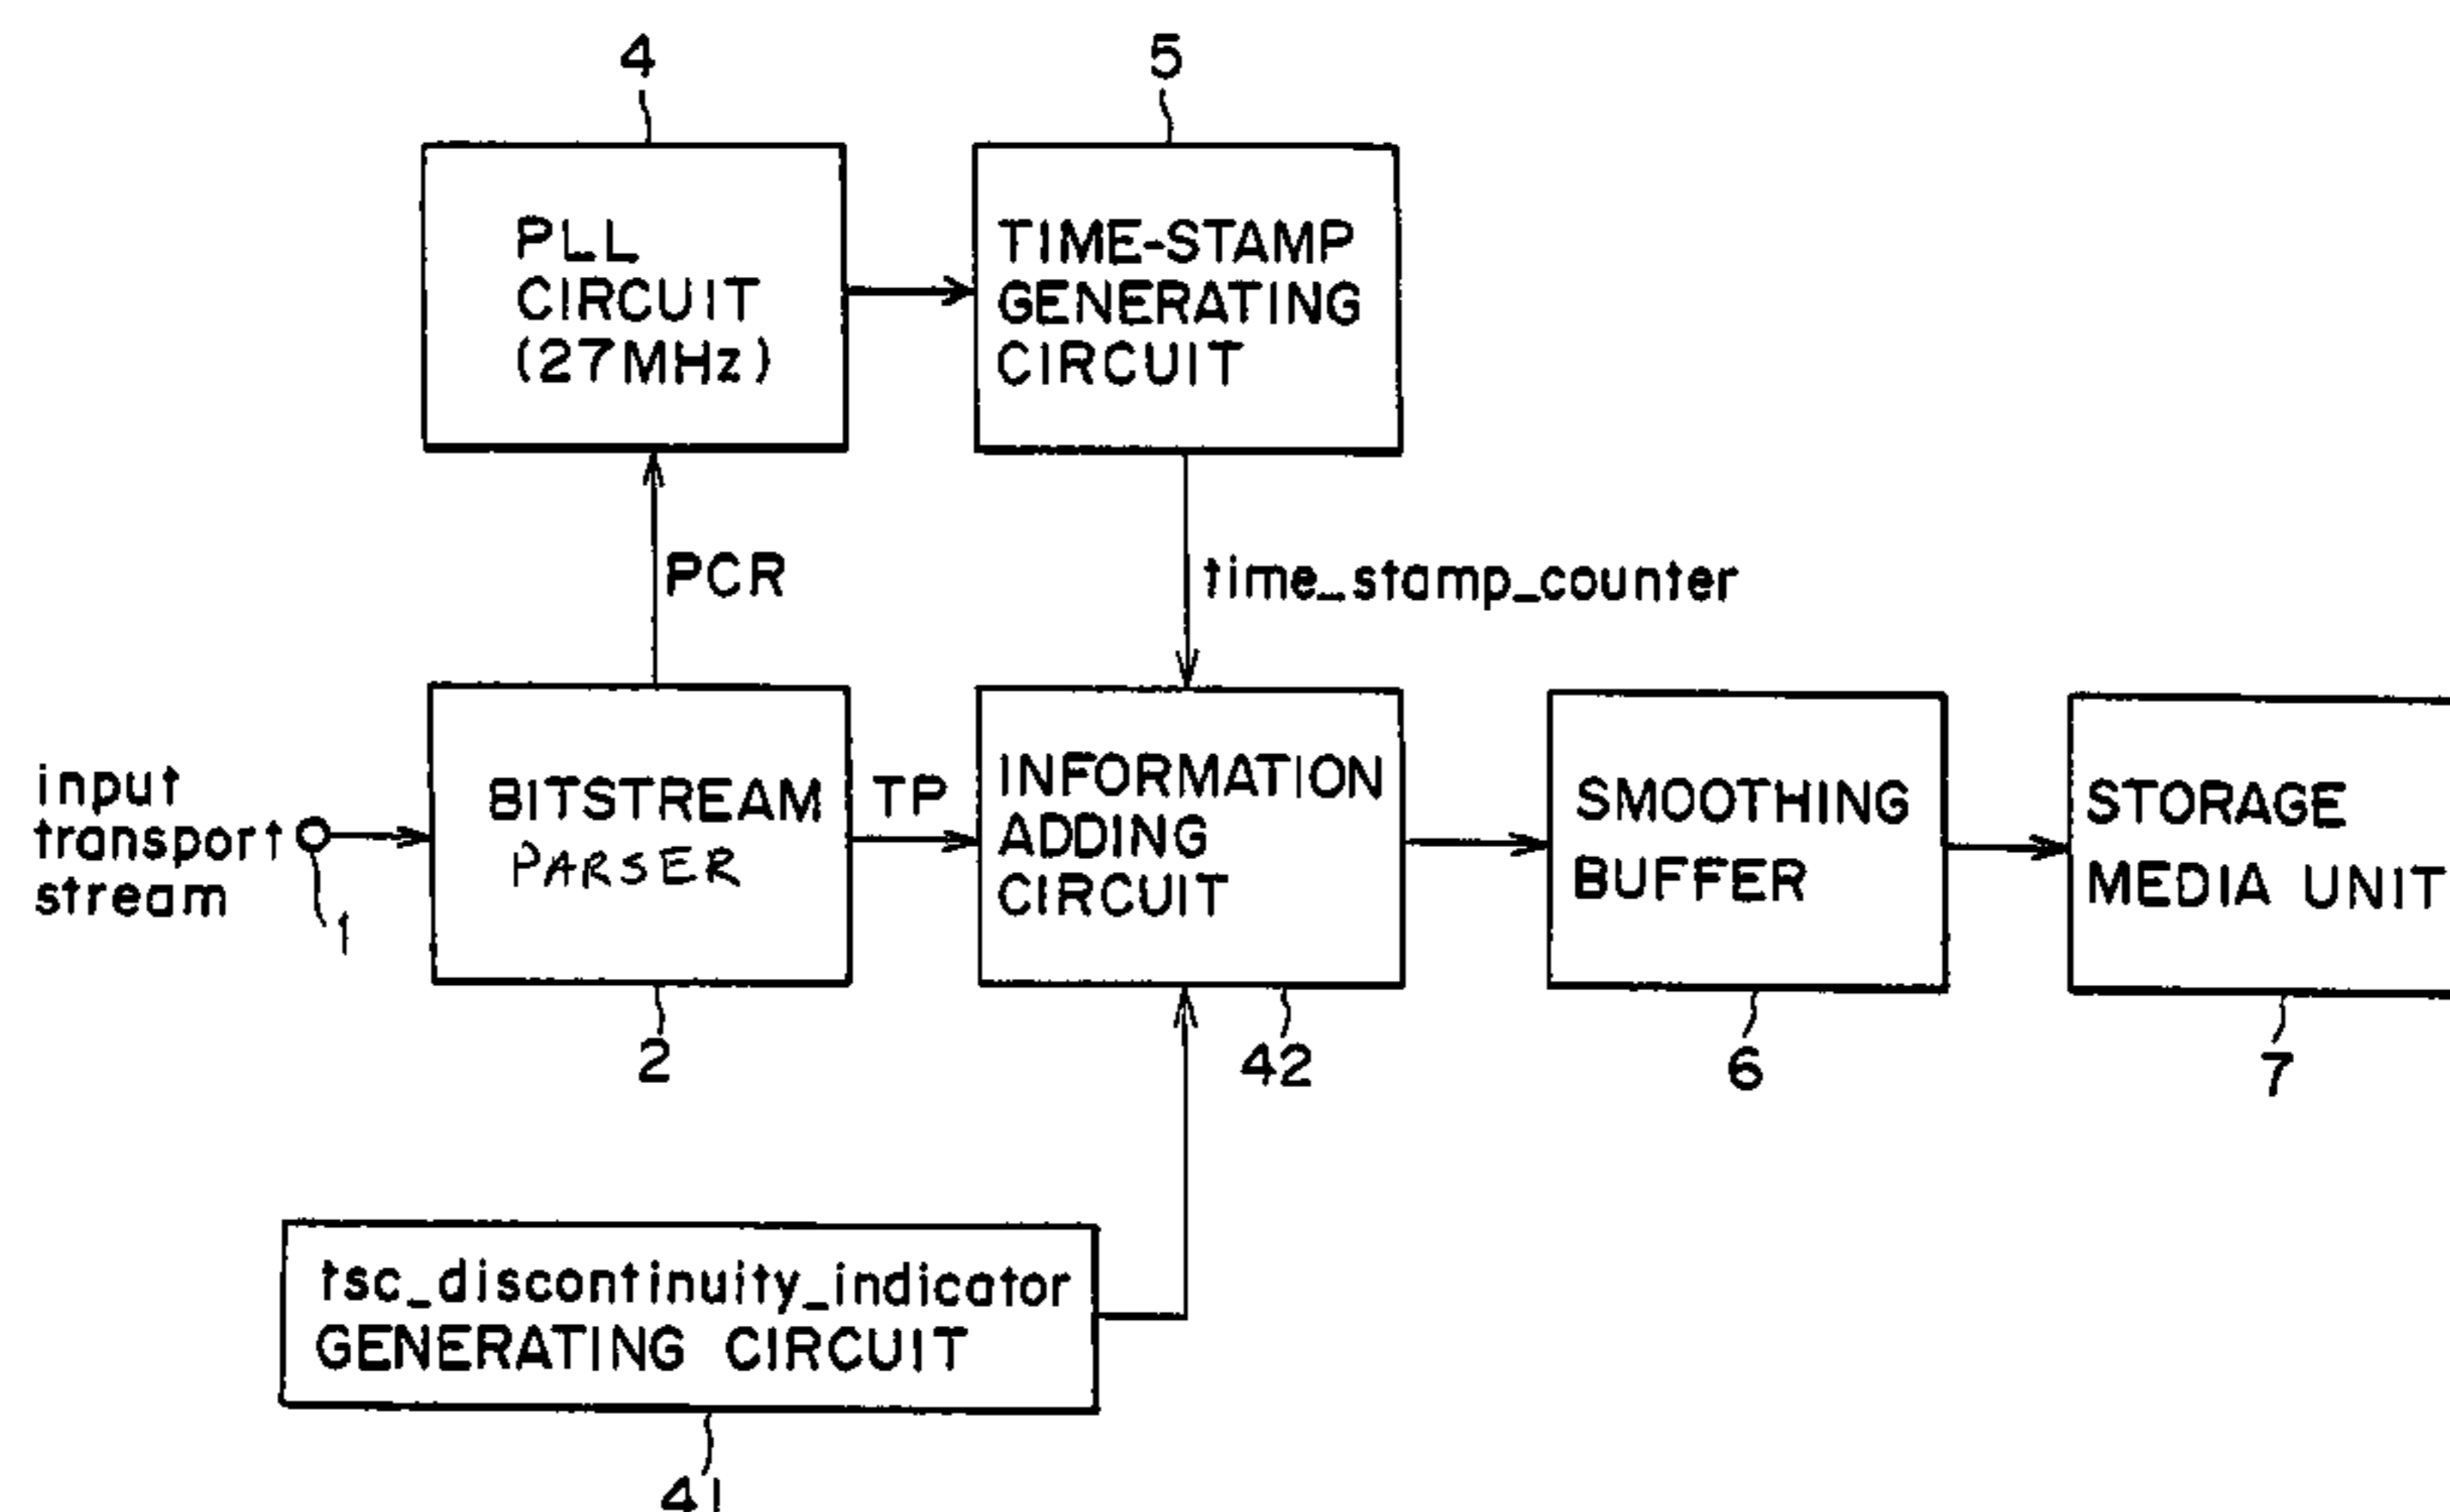 4
5
PLL
CIRCUIT
(27MHz)
TIME-STAMP
GENERATING
CIRCUIT
PCR
time_stamp_counter
input
transport
stream
1
BITSTREAM
PARSER
TP
INFORMATION
ADDING
CIRCUIT
SMOOTHING
BUFFER
STORAGE
MEDIA UNIT
2
42
6
7
tsc_discontinuity_indicator
GENERATING CIRCUIT
41